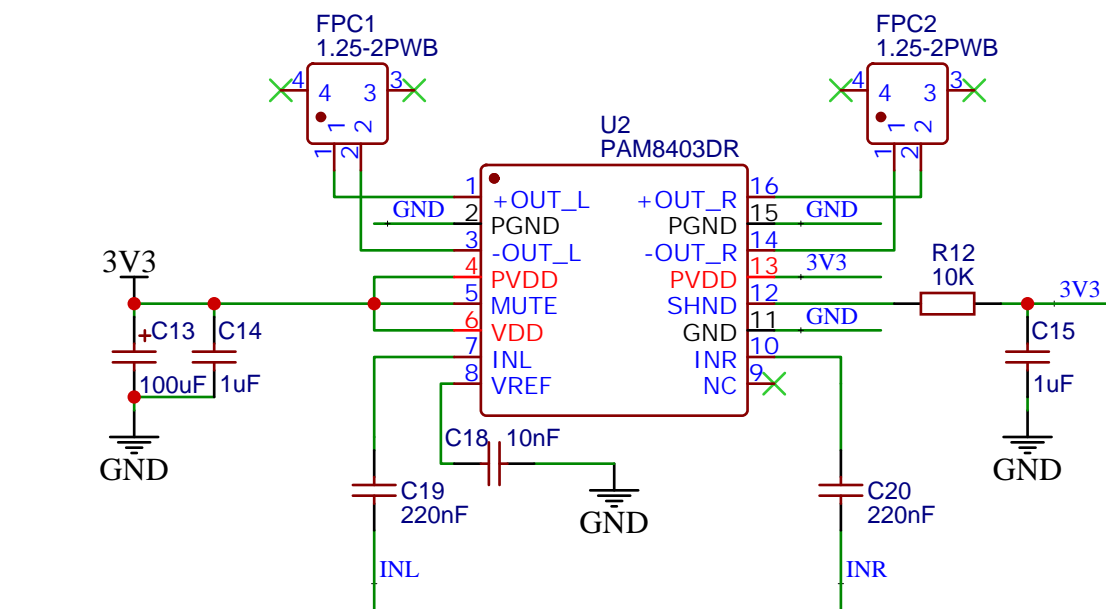 FPC1
1.25-2PWB
4
4
3
3
1
2
1
2
FPC2
1.25-2PWB
4
4
3
3
1
2
1
2
U2
PAM8403DR
1
+OUT_L
+OUT_R
16
GND
2
PGND
PGND
15
GND
3
-OUT_L
-OUT_R
14
4
PVDD
PVDD
13
3V3
5
MUTE
SHND
12
6
VDD
GND
11
GND
7
INL
INR
10
8
VREF
NC
9
3V3
+
C13
100uF
C14
1uF
GND
R12
10K
3V3
C15
1uF
GND
C18
10nF
GND
C19
220nF
INL
C20
220nF
INR